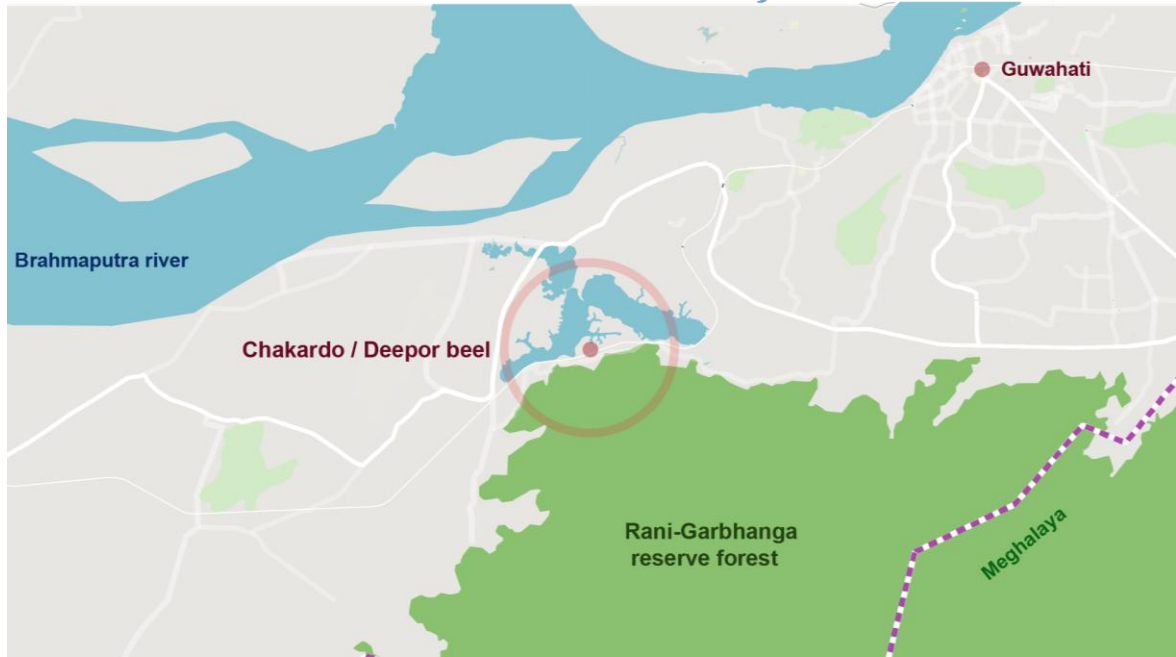 Guwahati
Brahmaputra river
Chakardo / Deepor beel
Rani-Garbhanga
reserve forest
Meghalaya